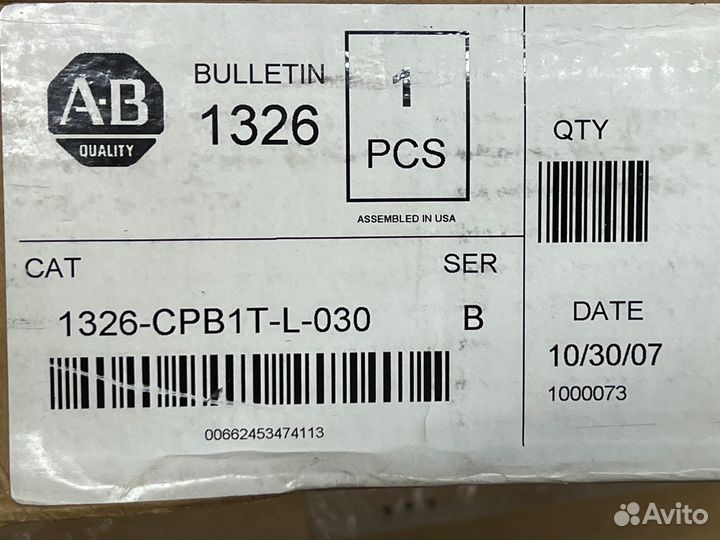 A-B
QUALITY
BULLETIN
1326
1
PCS
ASSEMBLED IN USA
QTY
CAT
SER
1326-CPB1T-L-030
B
00662453474113
DATE
10/30/07
1000073
Avito